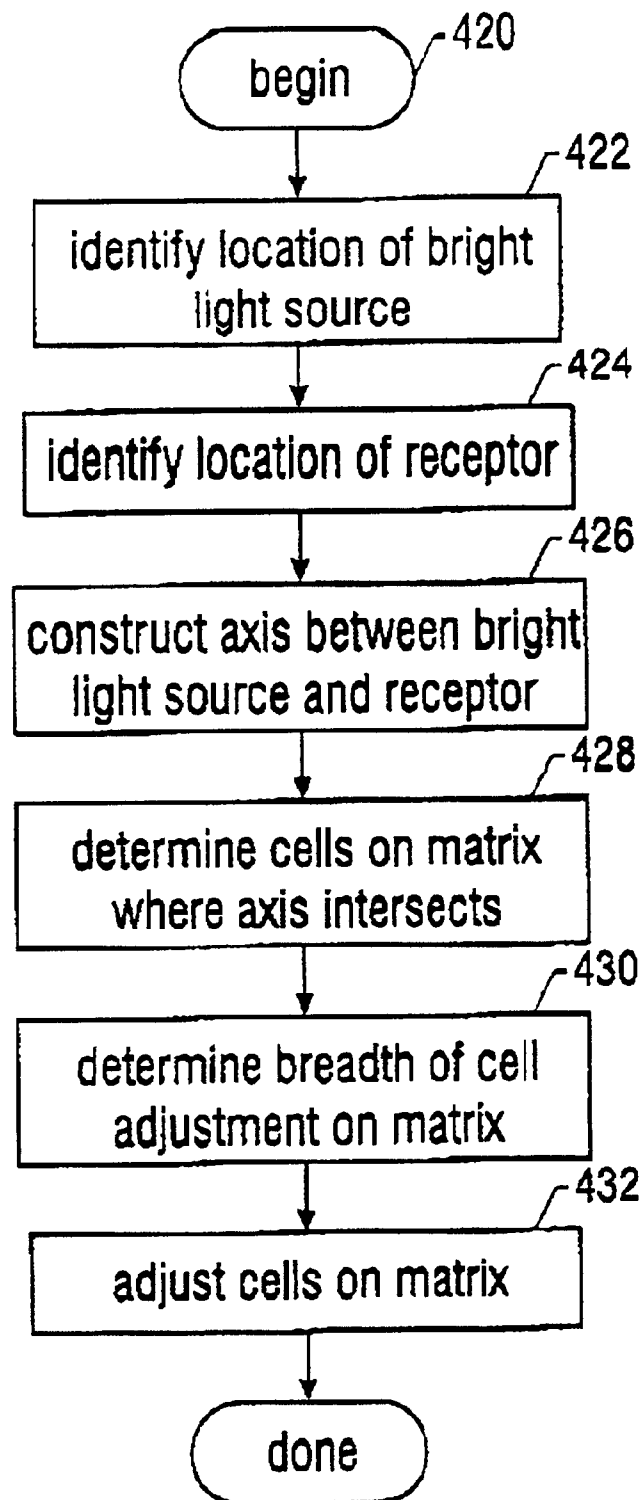 420
begin
422
identify location of bright
light source
424
identify location of receptor
426
construct axis between bright
light source and receptor
428
determine cells on matrix
where axis intersects
430
determine breadth of cell
adjustment on matrix
432
adjust cells on matrix
done